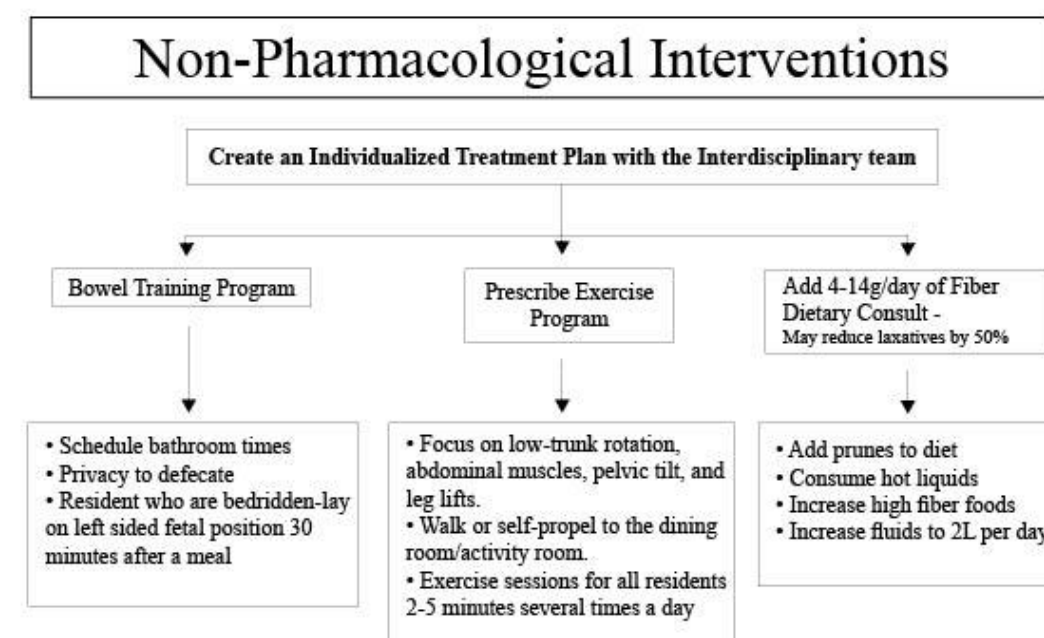 Non-Pharmacological Interventions
Create an Individualized Treatment Plan with the Interdisciplinary team
Bowel Training Program
Prescribe Exercise
Program
Add 4-14g/day of Fiber
Dietary Consult -
May reduce laxatives by 50%
• Schedule bathroom times
• Privacy to defecate
• Resident who are bedridden-lay
on left sided fetal position 30
minutes after a meal
• Focus on low-trunk rotation,
abdominal muscles, pelvic tilt, and
leg lifts.
• Walk or self-propel to the dining
room/activity room.
• Exercise sessions for all residents
2-5 minutes several times a day
• Add prunes to diet
• Consume hot liquids
• Increase high fiber foods
• Increase fluids to 2L per day